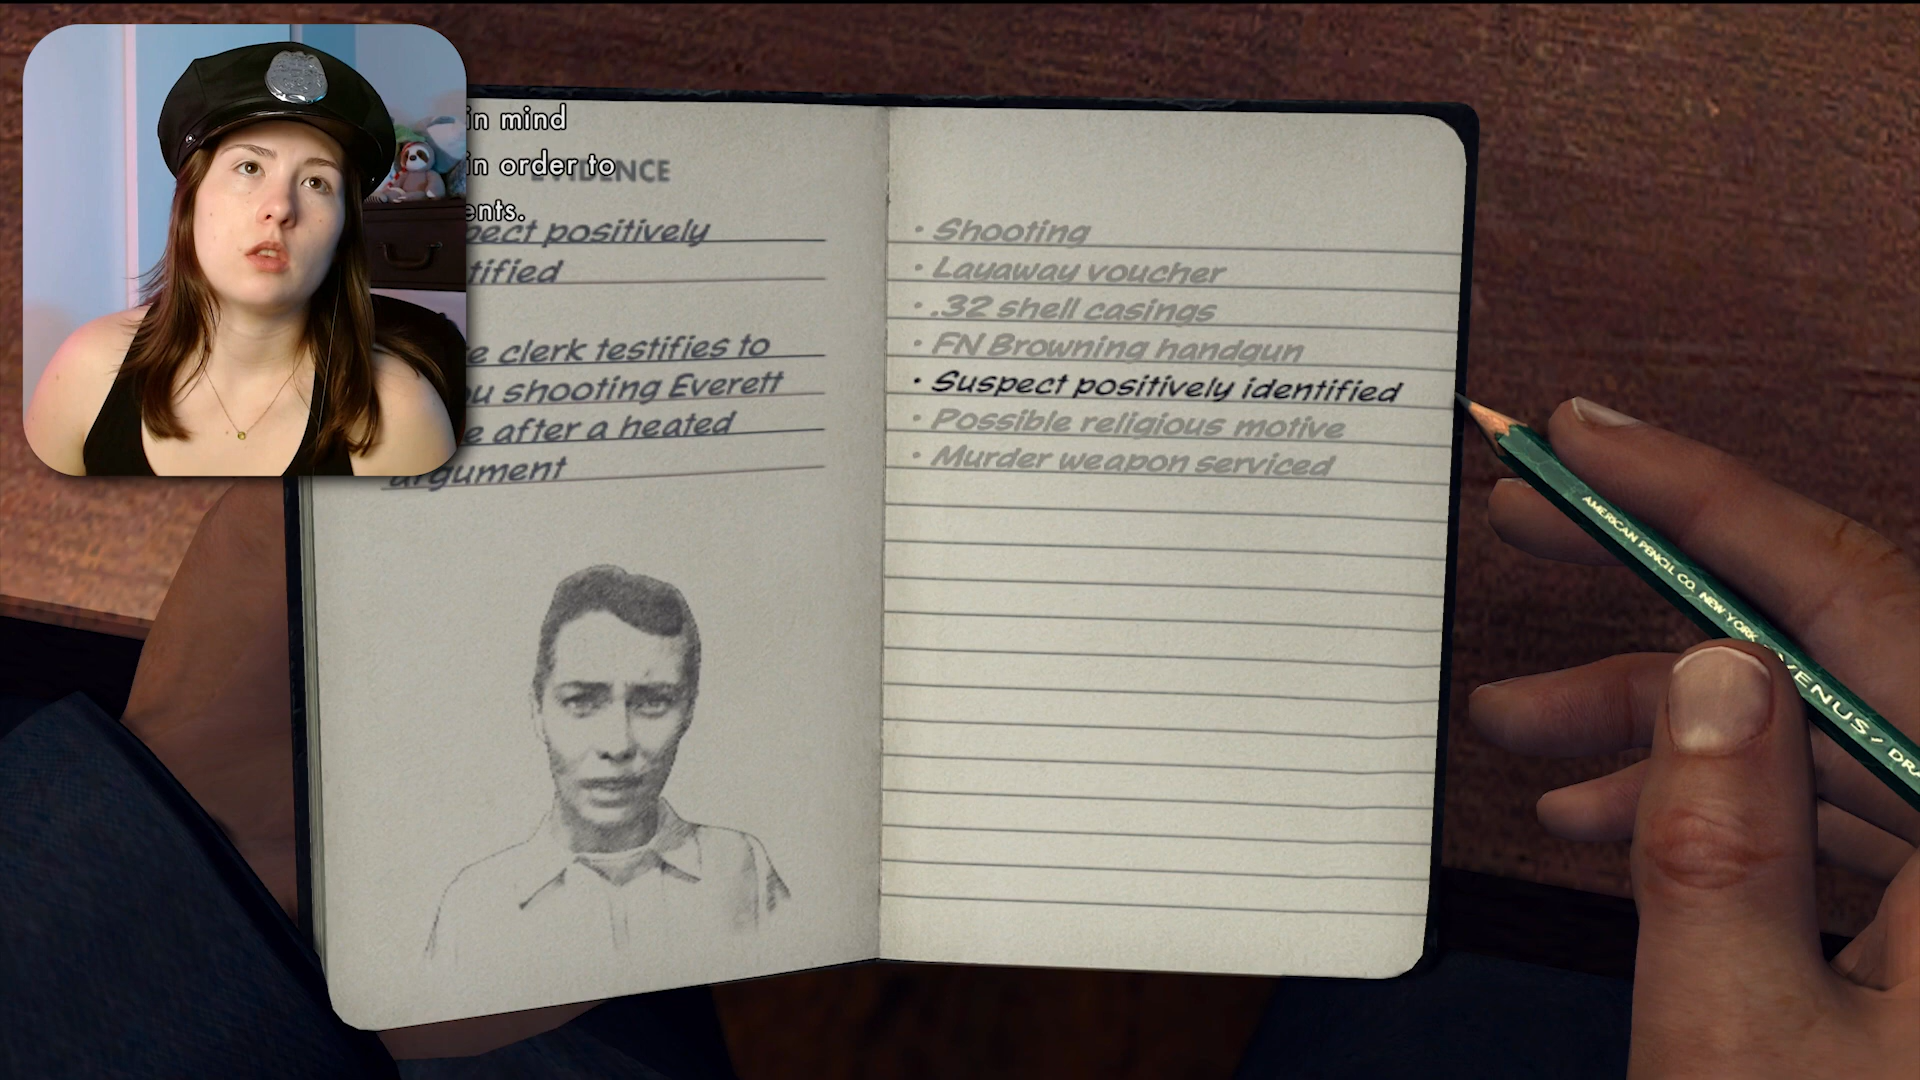 in mind
in order to
ents.
EVIDENCE
pect positively
tified
e clerk testifies to
ou shooting Everett
e after a heated
argument
• Shooting
• Layaway voucher
• .32 shell casings
• FN Browning handgun
• Suspect positively identified
• Possible religious motive
• Murder weapon serviced
AMERICAN PENCIL CO. NEW YORK
VENUS / DRA